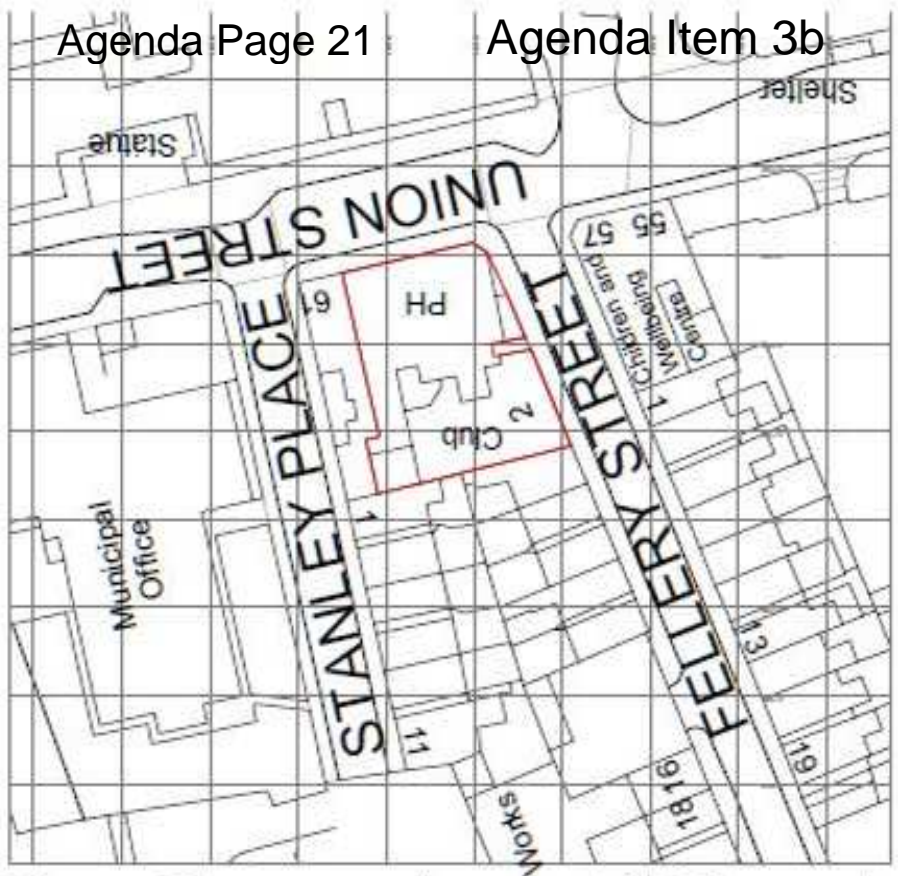 Agenda Page 21
Agenda Item 3b
Shelter
Statue
UNION STREET
55
57
Children and
Wellbeing
Centre
61
PH
STANLEY PLACE
FELLERY STREET
2
Club
1
1
Municipal
Office
13
11
19
16
18
Works